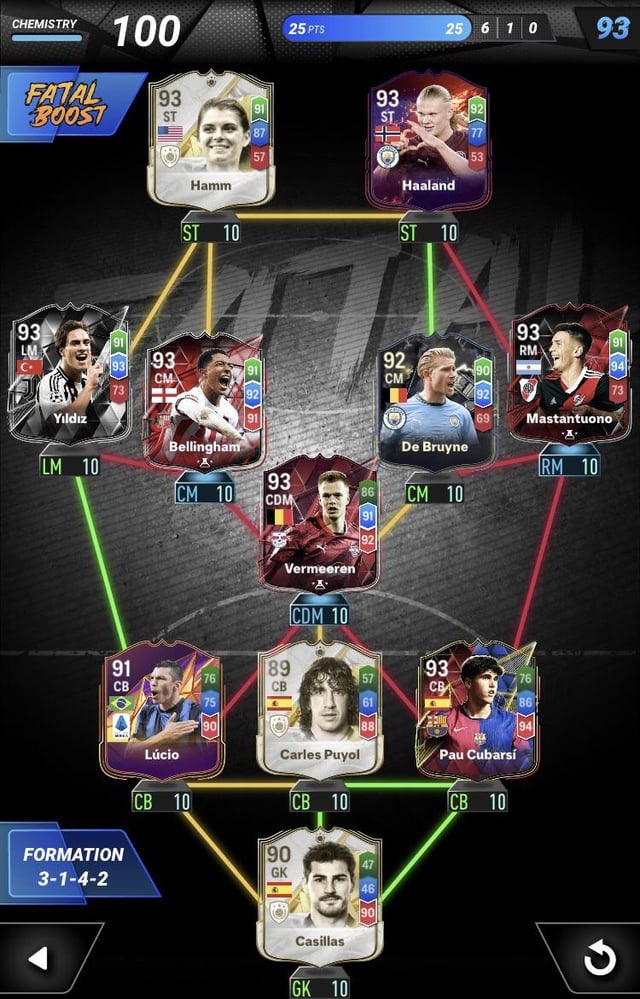 CHEMISTRY 100
25 PTS 25 6 1 0 93
FATAL
BOOST
93
ST
91
87
57
Hamm
93
ST
92
77
53
Haaland
ST 10
ST 10
93
LM
91
93
73
Yıldız
93
CM
91
92
91
Bellingham
92
CM
90
92
69
De Bruyne
93
RM
91
94
73
Mastantuono
LM 10
CM 10
CM 10
RM 10
93
CDM
86
91
92
Vermeeren
CDM 10
91
CB
76
75
90
Lúcio
89
CB
57
61
88
Carles Puyol
93
CB
76
86
94
Pau Cubarsí
CB 10
CB 10
CB 10
90
GK
47
46
90
Casillas
GK 10
FORMATION
3-1-4-2